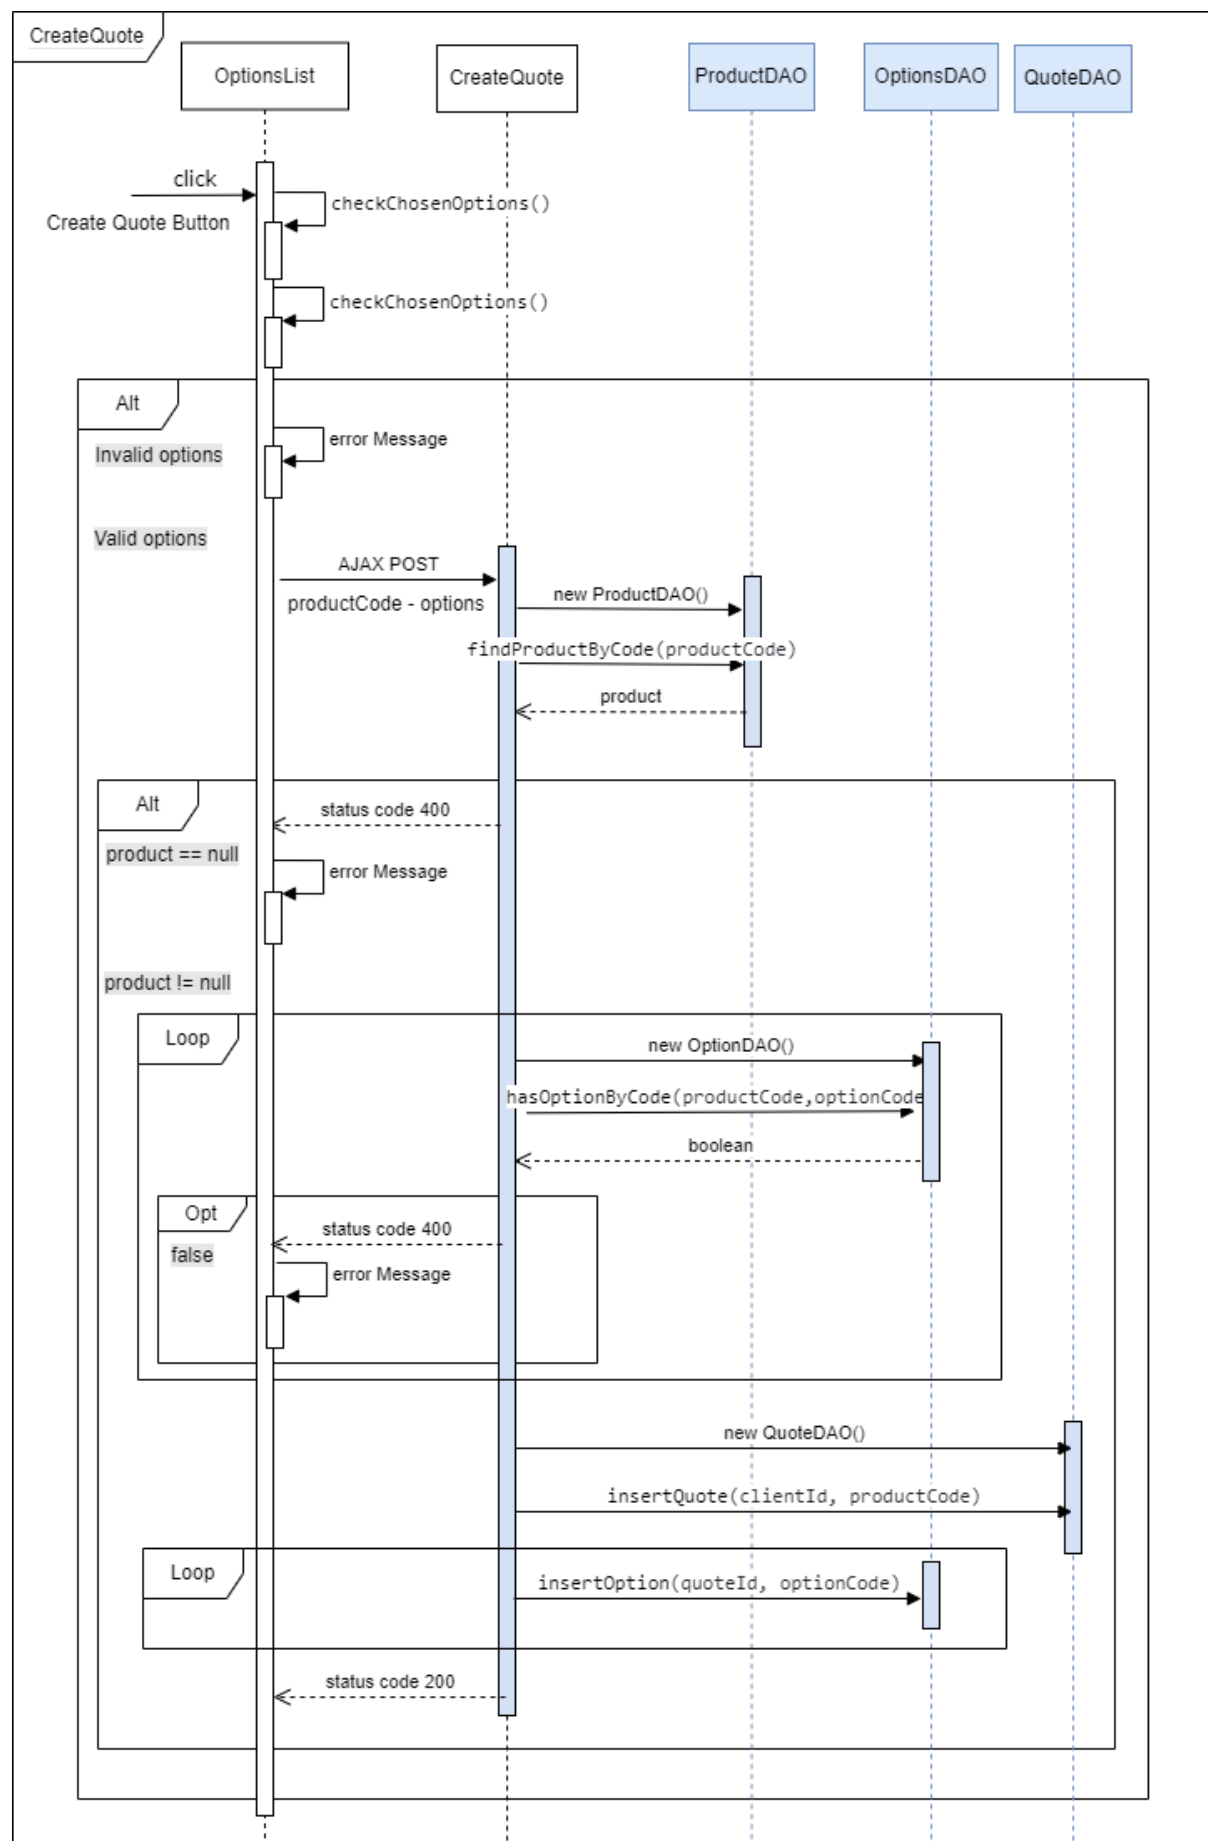 CreateQuote
OptionsList
CreateQuote
ProductDAO
OptionsDAO
QuoteDAO
click
Create Quote Button
checkChosenOptions()
checkChosenOptions()
Alt
error Message
Invalid options
Valid options
AJAX POST
productCode - options
new ProductDAO()
findProductByCode(productCode)
product
Alt
status code 400
product == null
error Message
product != null
Loop
new OptionDAO()
hasOptionByCode(productCode,optionCode
boolean
Opt
status code 400
false
error Message
new QuoteDAO()
insertQuote(clientId, productCode)
Loop
insertOption(quoteId, optionCode)
status code 200